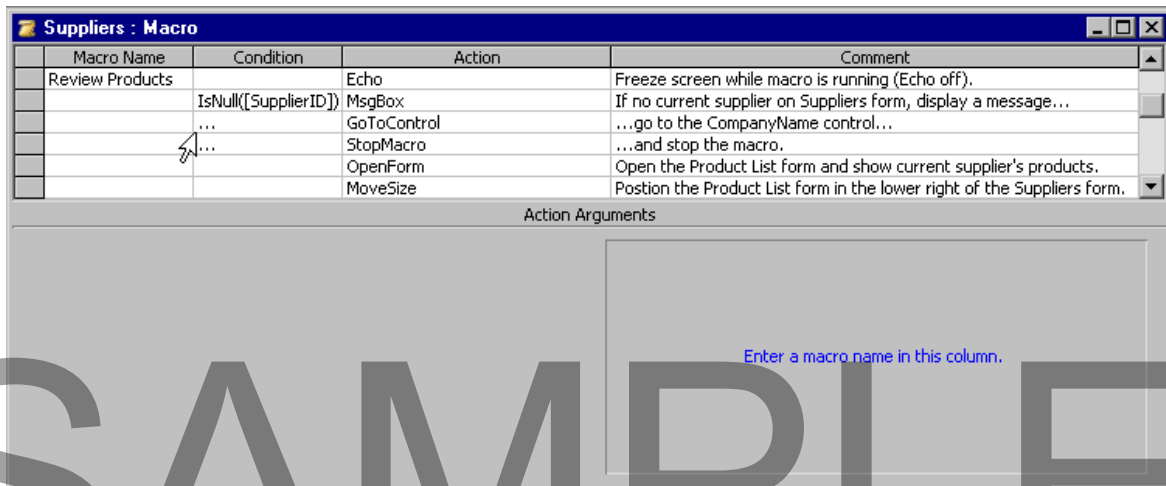 Suppliers : Macro
Macro Name Condition Action Comment
Review Products Echo Freeze screen while macro is running (Echo off).
IsNull([SupplierID]) MsgBox If no current supplier on Suppliers form, display a message...
... GoToControl ...go to the CompanyName control...
... StopMacro ...and stop the macro.
OpenForm Open the Product List form and show current supplier's products.
MoveSize Postion the Product List form in the lower right of the Suppliers form.
Action Arguments
Enter a macro name in this column.
SAMPLE